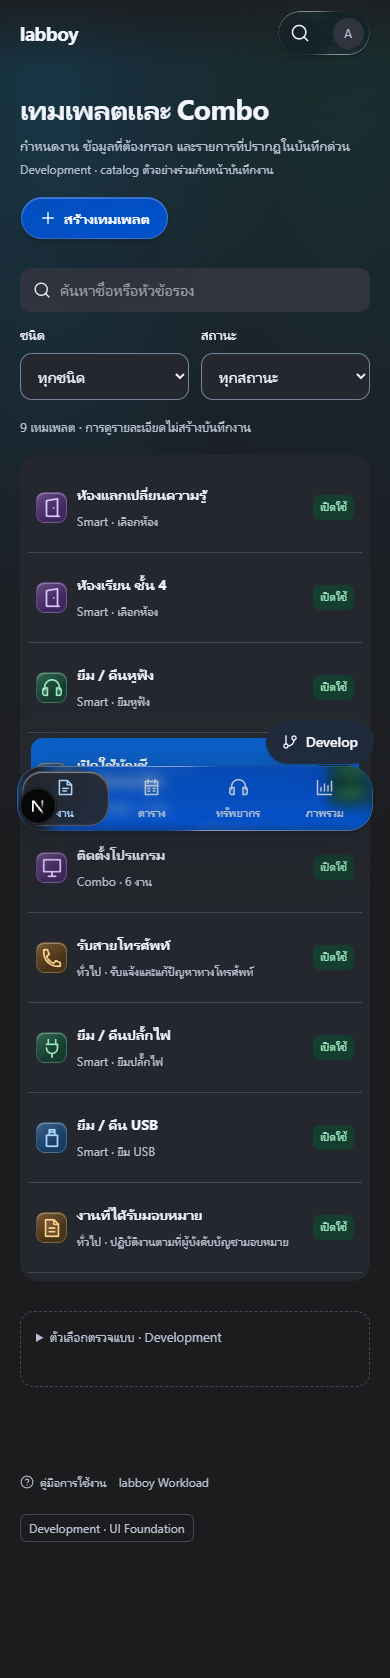 labboy
A
เทมเพลตและ Combo
กำหนดงาน ข้อมูลที่ต้องกรอก และรายการที่ปรากฏในบันทึกด่วน
Development · catalog ตัวอย่างร่วมกับหน้าบันทึกงาน
สร้างเทมเพลต
ค้นหาชื่อหรือหัวข้อรอง
ชนิด
สถานะ
ทุกชนิด
ทุกสถานะ
9 เทมเพลต · การดูรายละเอียดไม่สร้างบันทึกงาน
ห้องแลกเปลี่ยนความรู้
Smart · เลือกห้อง
เปิดใช้
ห้องเรียน ชั้น 4
Smart · เลือกห้อง
เปิดใช้
ยืม / คืนหูฟัง
Smart · ยืมหูฟัง
เปิดใช้
Develop
เปิดใช้บัญชี
N
งาน
ตาราง
ทรัพยากร
ภาพรวม
ติดตั้งโปรแกรม
Combo · 6 งาน
เปิดใช้
รับสายโทรศัพท์
ทั่วไป · รับแจ้งและแก้ปัญหาทางโทรศัพท์
เปิดใช้
ยืม / คืนปลั๊กไฟ
Smart · ยืมปลั๊กไฟ
เปิดใช้
ยืม / คืน USB
Smart · ยืม USB
เปิดใช้
งานที่ได้รับมอบหมาย
ทั่วไป · ปฏิบัติงานตามที่ผู้บังคับบัญชามอบหมาย
เปิดใช้
ตัวเลือกตรวจแบบ · Development
คู่มือการใช้งาน
labboy Workload
Development · UI Foundation